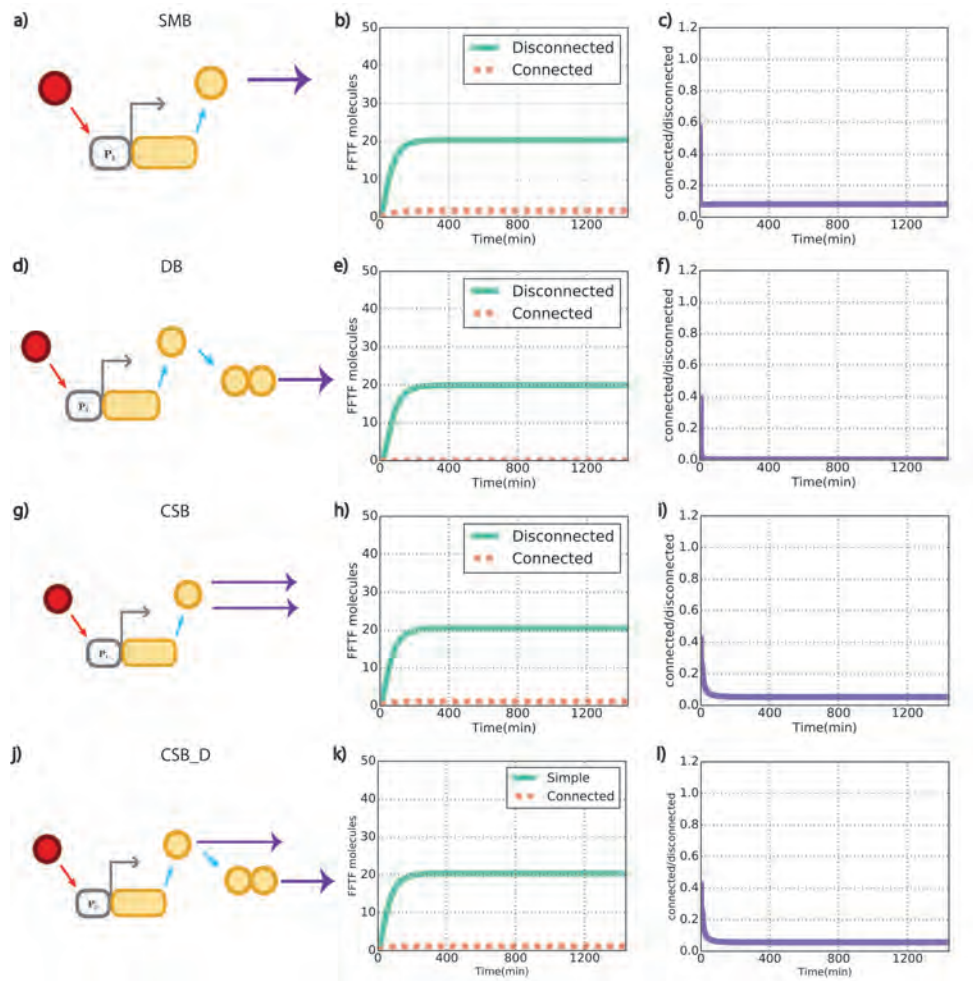 a) SMB b) c)
FFTF molecules
50
40
30
20
10
0
Disconnected
Connected
0 400 800 1200
Time(min)
connected/disconnected
1.2
1.0
0.8
0.6
0.4
0.2
0.0
0 400 800 1200
Time(min)
d) DB e) f)
P₁
FFTF molecules
50
40
30
20
10
0
Disconnected
Connected
0 400 800 1200
Time(min)
connected/disconnected
1.2
1.0
0.8
0.6
0.4
0.2
0.0
0 400 800 1200
Time(min)
g) CSB h) i)
FFTF molecules
50
40
30
20
10
0
Disconnected
Connected
0 400 800 1200
Time(min)
connected/disconnected
1.2
1.0
0.8
0.6
0.4
0.2
0.0
0 400 800 1200
Time(min)
j) CSB_D k) l)
FFTF molecules
50
40
30
20
10
0
Simple
Connected
0 400 800 1200
Time(min)
connected/disconnected
1.2
1.0
0.8
0.6
0.4
0.2
0.0
0 400 800 1200
Time(min)